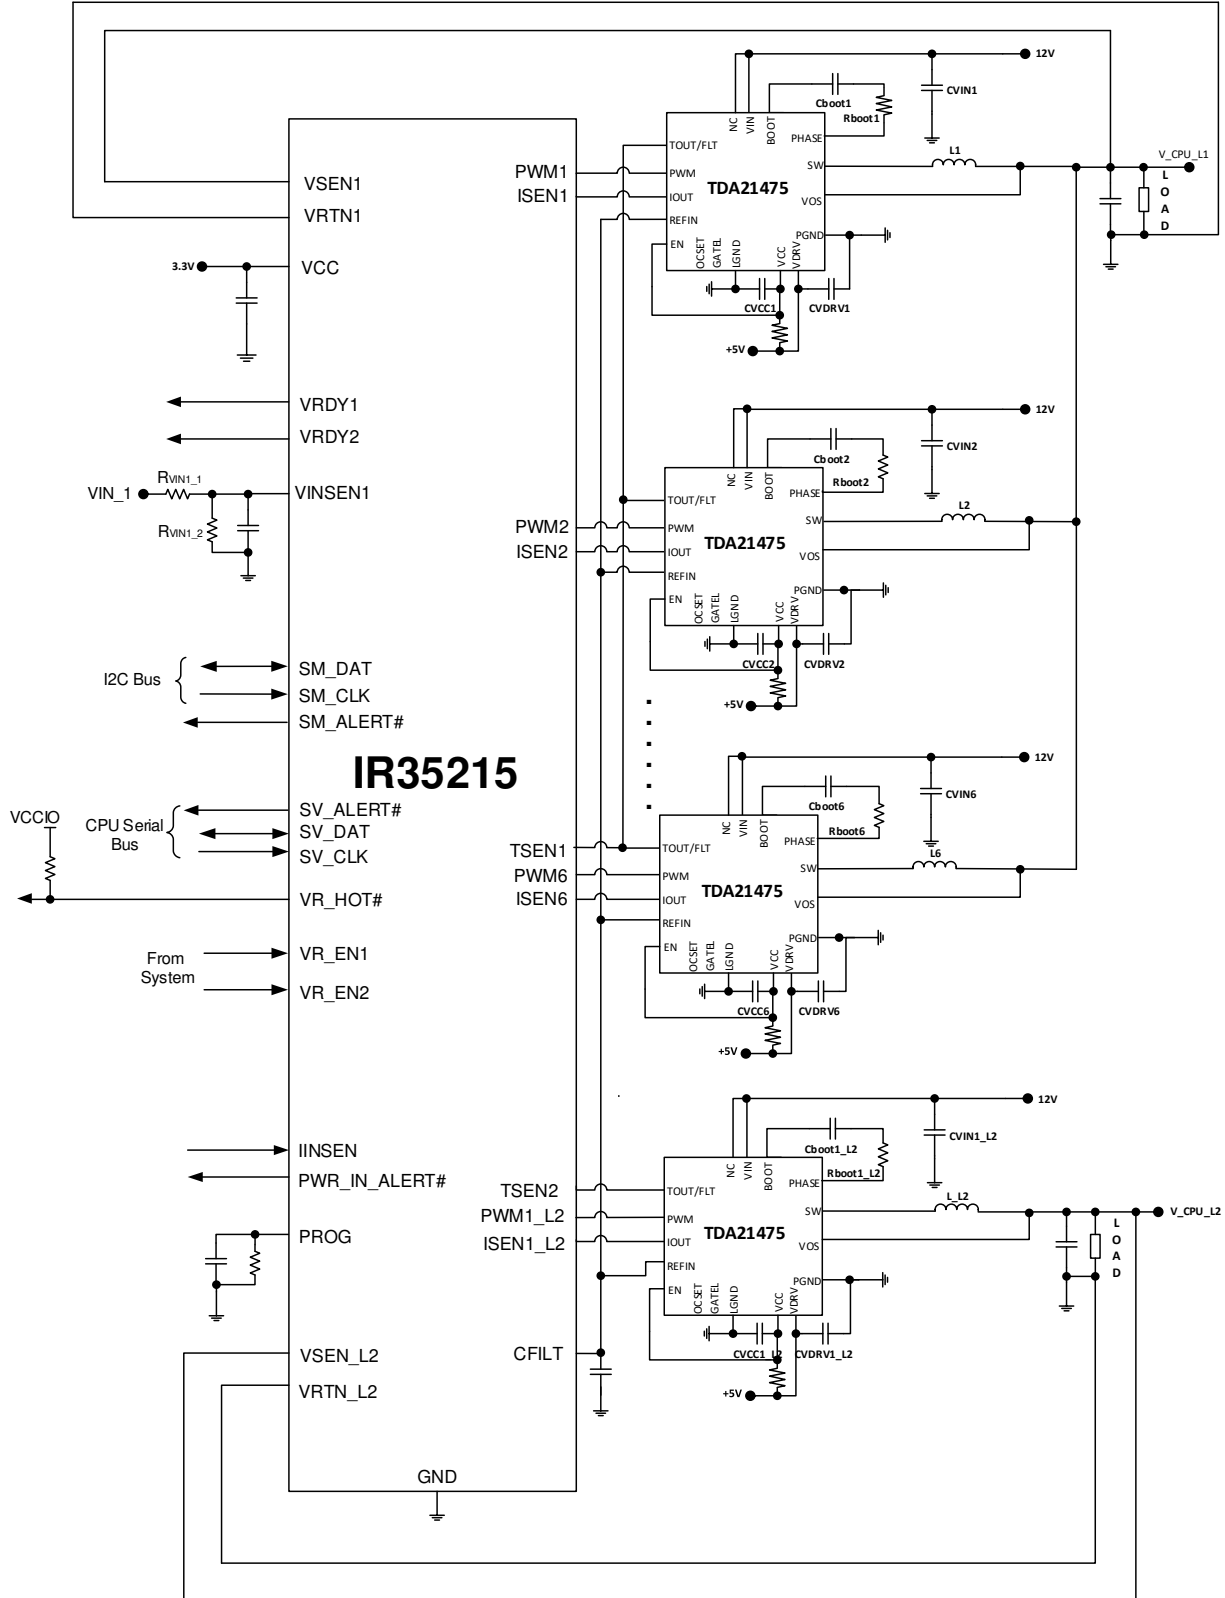 VSEN1
VRTN1
3.3V
VCC
VRDY1
VRDY2
VIN_1
RVIN1_1
RVIN1_2
VINSEN1
I2C Bus
SM_DAT
SM_CLK
SM_ALERT#
IR35215
VCCIO
CPU Serial
Bus
SV_ALERT#
SV_DAT
SV_CLK
VR_HOT#
From
System
VR_EN1
VR_EN2
IINSEN
PWR_IN_ALERT#
PROG
VSEN_L2
VRTN_L2
GND
PWM1
ISEN1
PWM2
ISEN2
TSEN1
PWM6
ISEN6
TSEN2
PWM1_L2
ISEN1_L2
CFILT
12V
CVIN1
Cboot1
Rboot1
NC
VIN
BOOT
PHASE
TOUT/FLT
PWM
IOUT
REFIN
EN
TDA21475
SW
VOS
PGND
OCSET
GATEL
LGND
VCC
VDRV
CVCC1
CVDRV1
+5V
L1
V_CPU_L1
L
O
A
D
12V
CVIN2
Cboot2
Rboot2
NC
VIN
BOOT
PHASE
TOUT/FLT
PWM
IOUT
REFIN
EN
TDA21475
SW
VOS
PGND
OCSET
GATEL
LGND
VCC
VDRV
CVCC2
CVDRV2
+5V
L2
12V
CVIN6
Cboot6
Rboot6
NC
VIN
BOOT
PHASE
TOUT/FLT
PWM
IOUT
REFIN
EN
TDA21475
SW
VOS
PGND
OCSET
GATEL
LGND
VCC
VDRV
CVCC6
CVDRV6
+5V
L6
12V
CVIN1_L2
Cboot1_L2
Rboot1_L2
NC
VIN
BOOT
PHASE
TOUT/FLT
PWM
IOUT
REFIN
EN
TDA21475
SW
VOS
PGND
OCSET
GATEL
LGND
VCC
VDRV
CVCC1_L2
CVDRV1_L2
+5V
L_L2
V_CPU_L2
L
O
A
D